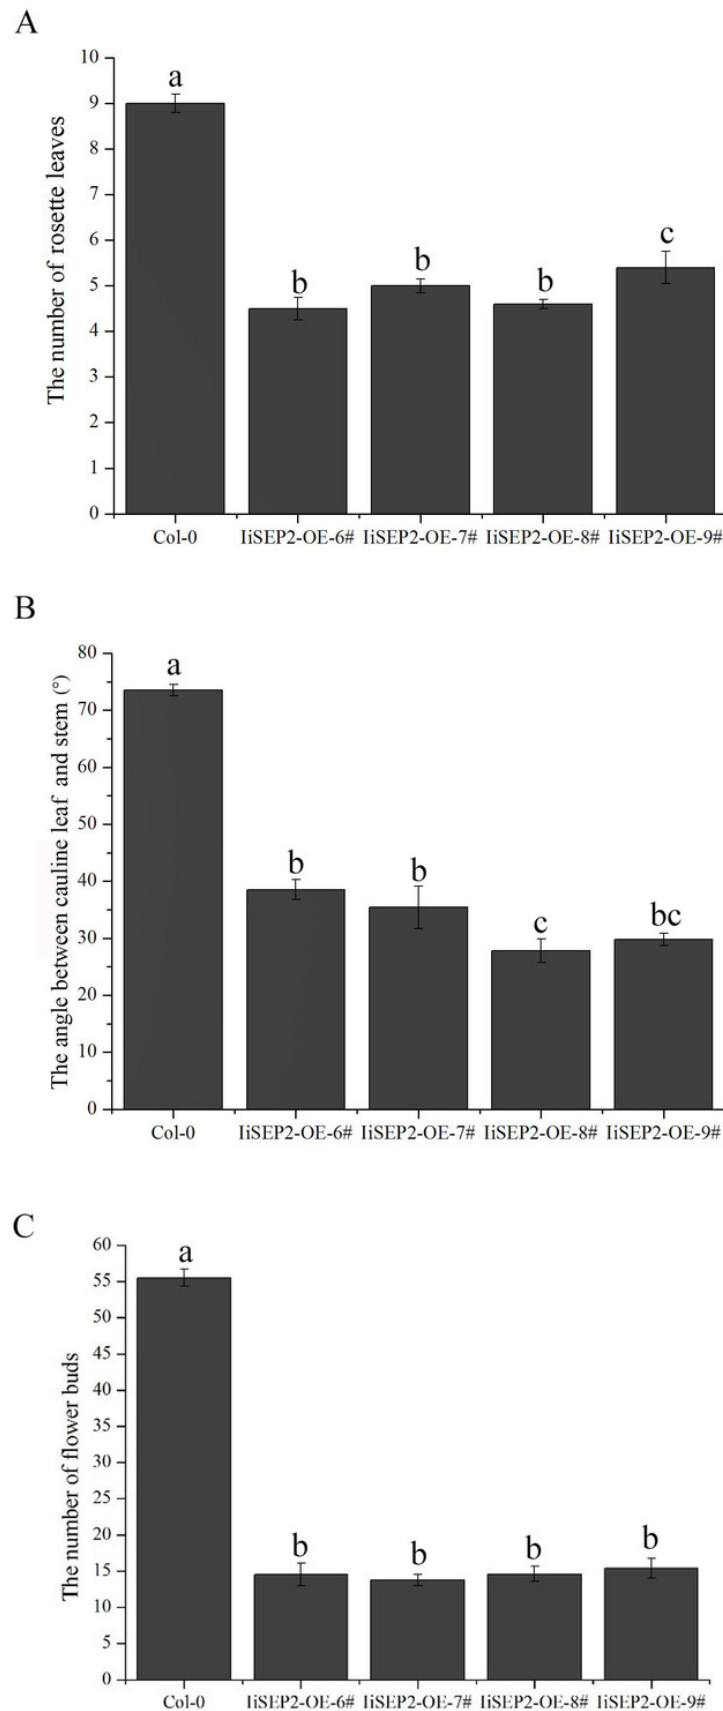 A
The number of rosette leaves
10
9
8
7
6
5
4
3
2
1
0
a
b
b
b
c
Col-0 IiSEP2-OE-6# IiSEP2-OE-7# IiSEP2-OE-8# IiSEP2-OE-9#
B
The angle between cauline leaf and stem (°)
80
70
60
50
40
30
20
10
0
a
b
b
c
bc
Col-0 IiSEP2-OE-6# IiSEP2-OE-7# IiSEP2-OE-8# IiSEP2-OE-9#
C
The number of flower buds
60
55
50
45
40
35
30
25
20
15
10
5
0
a
b
b
b
b
Col-0 IiSEP2-OE-6# IiSEP2-OE-7# IiSEP2-OE-8# IiSEP2-OE-9#